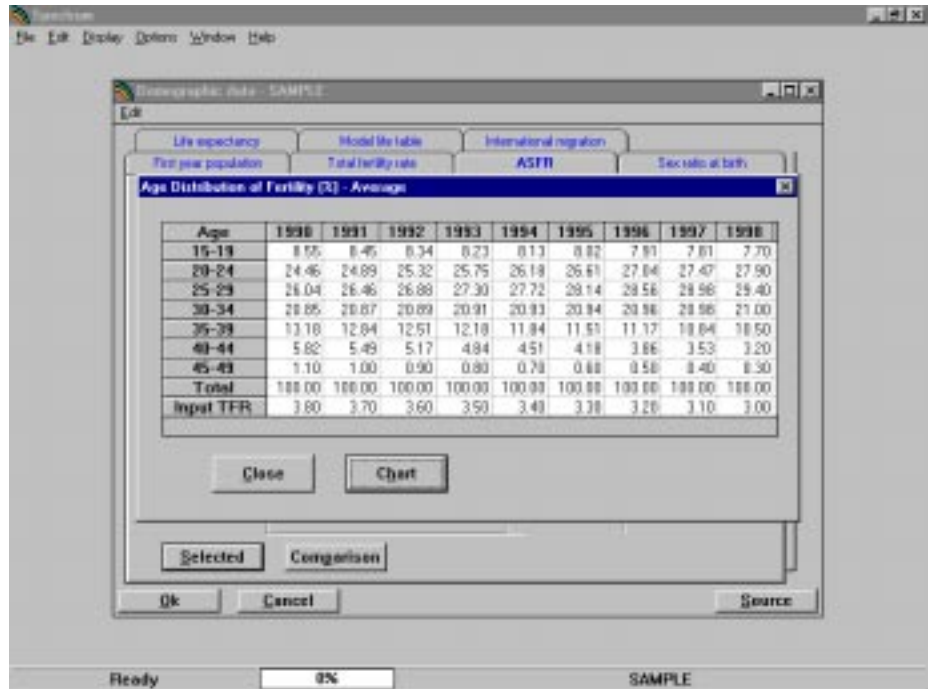 Spectrum
File Edit Display Options Window Help
Demographic data - SAMPLE
Edit
Life expectancy Model life table International migration
First year population Total fertility rate ASFR Sex ratio at birth
Age Distribution of Fertility (%) - Average
Age 1990 1991 1992 1993 1994 1995 1996 1997 1998
15-19 8.55 8.45 8.34 8.23 8.13 8.02 7.91 7.81 7.70
20-24 24.46 24.89 25.32 25.75 26.18 26.61 27.04 27.47 27.90
25-29 26.04 26.46 26.88 27.30 27.72 28.14 28.56 28.98 29.40
30-34 20.85 20.87 20.89 20.91 20.93 20.94 20.96 20.98 21.00
35-39 13.18 12.84 12.51 12.18 11.84 11.51 11.17 10.84 10.50
40-44 5.82 5.49 5.17 4.84 4.51 4.18 3.86 3.53 3.20
45-49 1.10 1.00 0.90 0.80 0.70 0.60 0.50 0.40 0.30
Total 100.00 100.00 100.00 100.00 100.00 100.00 100.00 100.00 100.00
Input TFR 3.80 3.70 3.60 3.50 3.40 3.30 3.20 3.10 3.00
Close Chart
Selected Comparison
Ok Cancel Source
Ready 0% SAMPLE